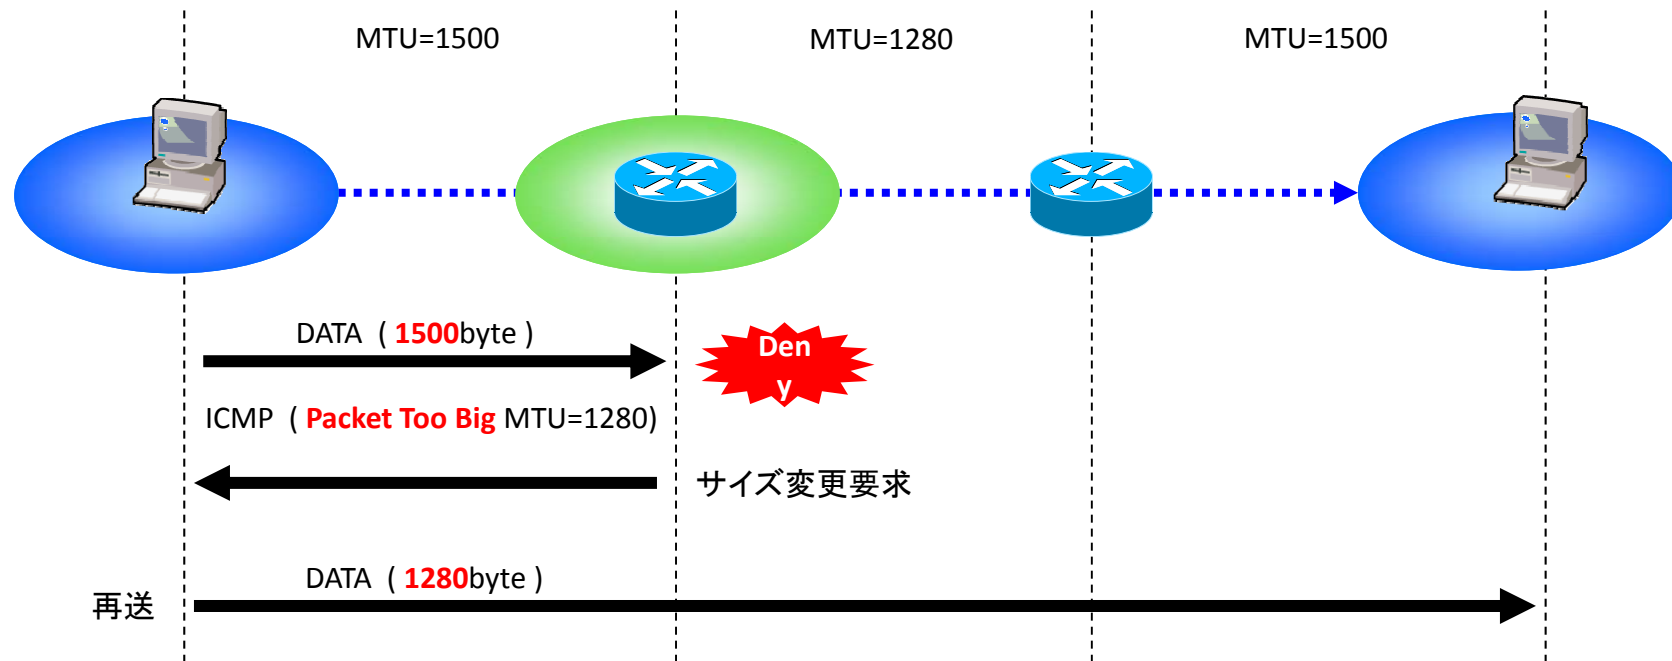 MTU=1500
MTU=1280
MTU=1500
DATA ( 1500byte )
Den
y
ICMP ( Packet Too Big MTU=1280)
サイズ変更要求
DATA ( 1280byte )
再送